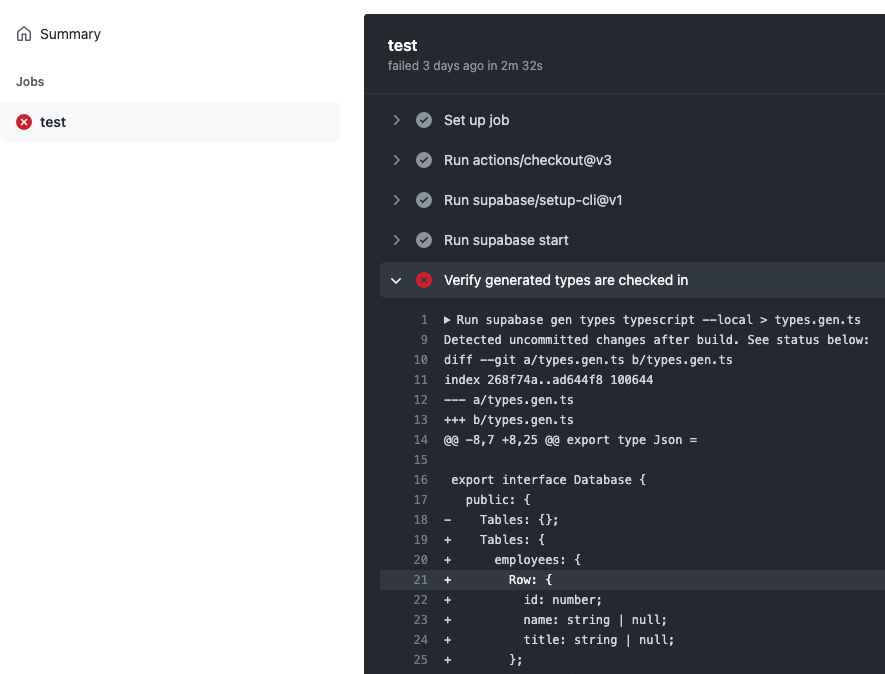 Summary
Jobs
test
test
failed 3 days ago in 2m 32s
Set up job
Run actions/checkout@v3
Run supabase/setup-cli@v1
Run supabase start
Verify generated types are checked in
1 ▶ Run supabase gen types typescript --local > types.gen.ts
9 Detected uncommitted changes after build. See status below:
10 diff --git a/types.gen.ts b/types.gen.ts
11 index 268f74a..ad644f8 100644
12 --- a/types.gen.ts
13 +++ b/types.gen.ts
14 @@ -8,7 +8,25 @@ export type Json =
15
16 export interface Database {
17 public: {
18 - Tables: {};
19 + Tables: {
20 + employees: {
21 + Row: {
22 + id: number;
23 + name: string | null;
24 + title: string | null;
25 + };